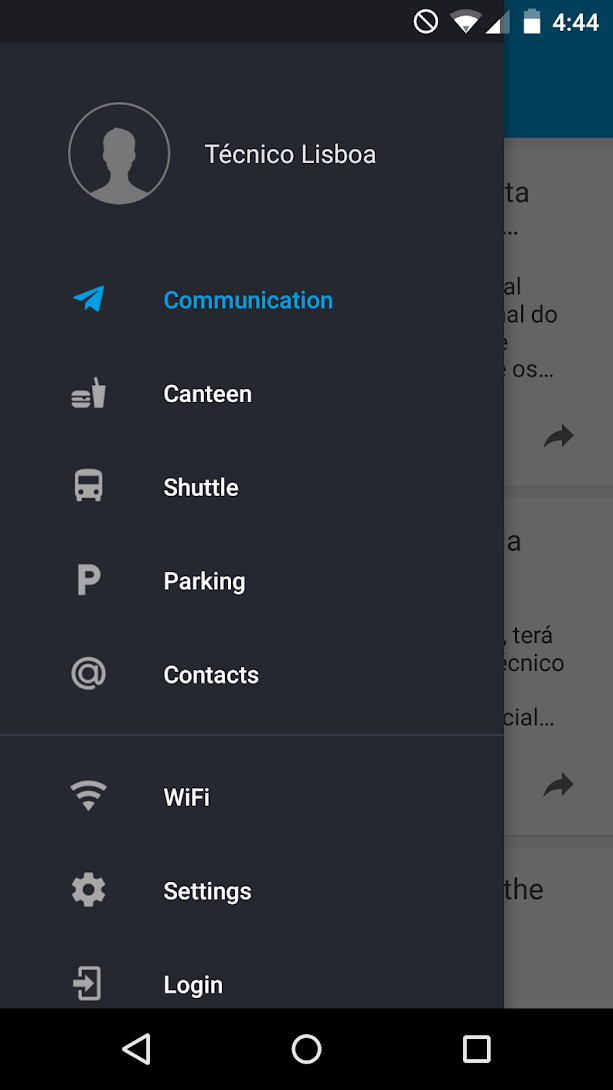 4:44
Técnico Lisboa
Communication
Canteen
Shuttle
Parking
P
Contacts
WiFi
Settings
Login
ta
...
al
al do
e
os...
a
, terá
écnico
cial...
the